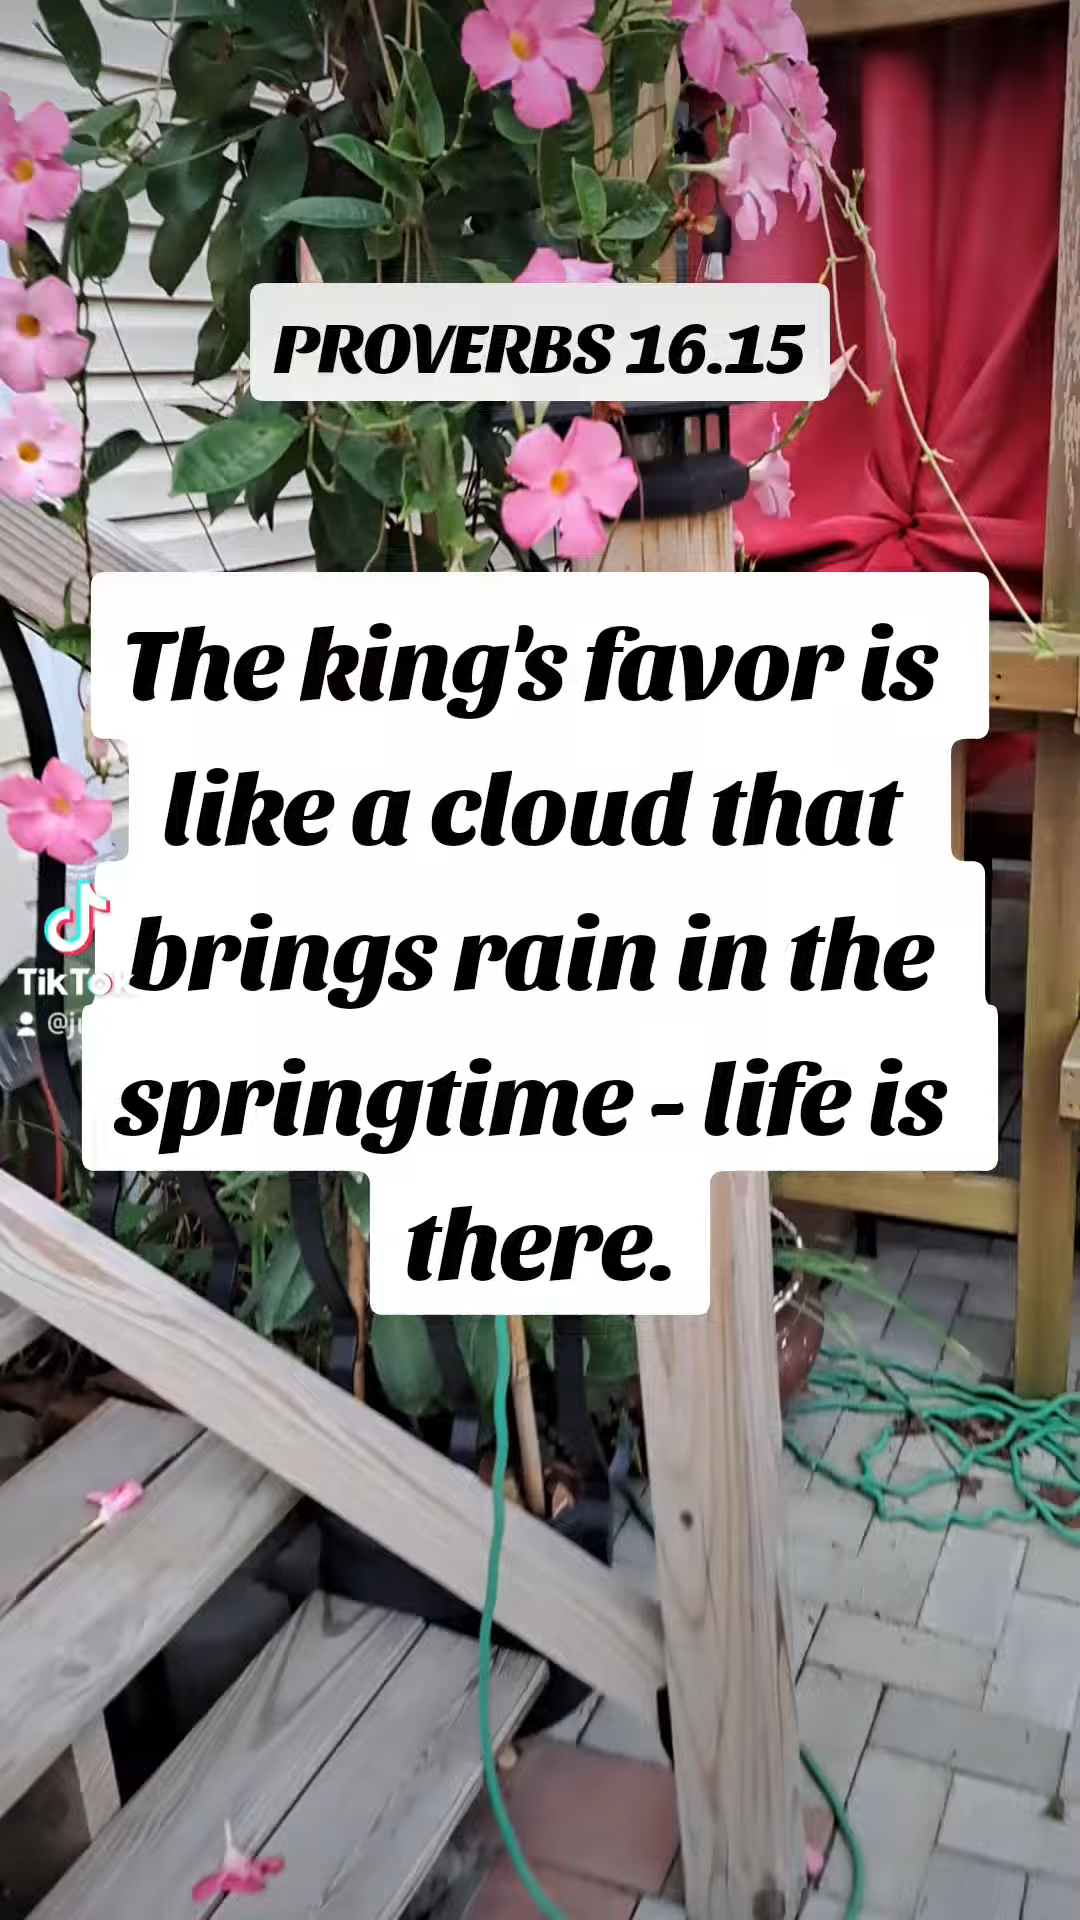 PROVERBS 16.15
The king's favor is
like a cloud that
brings rain in the
springtime - life is
there.
TikTok